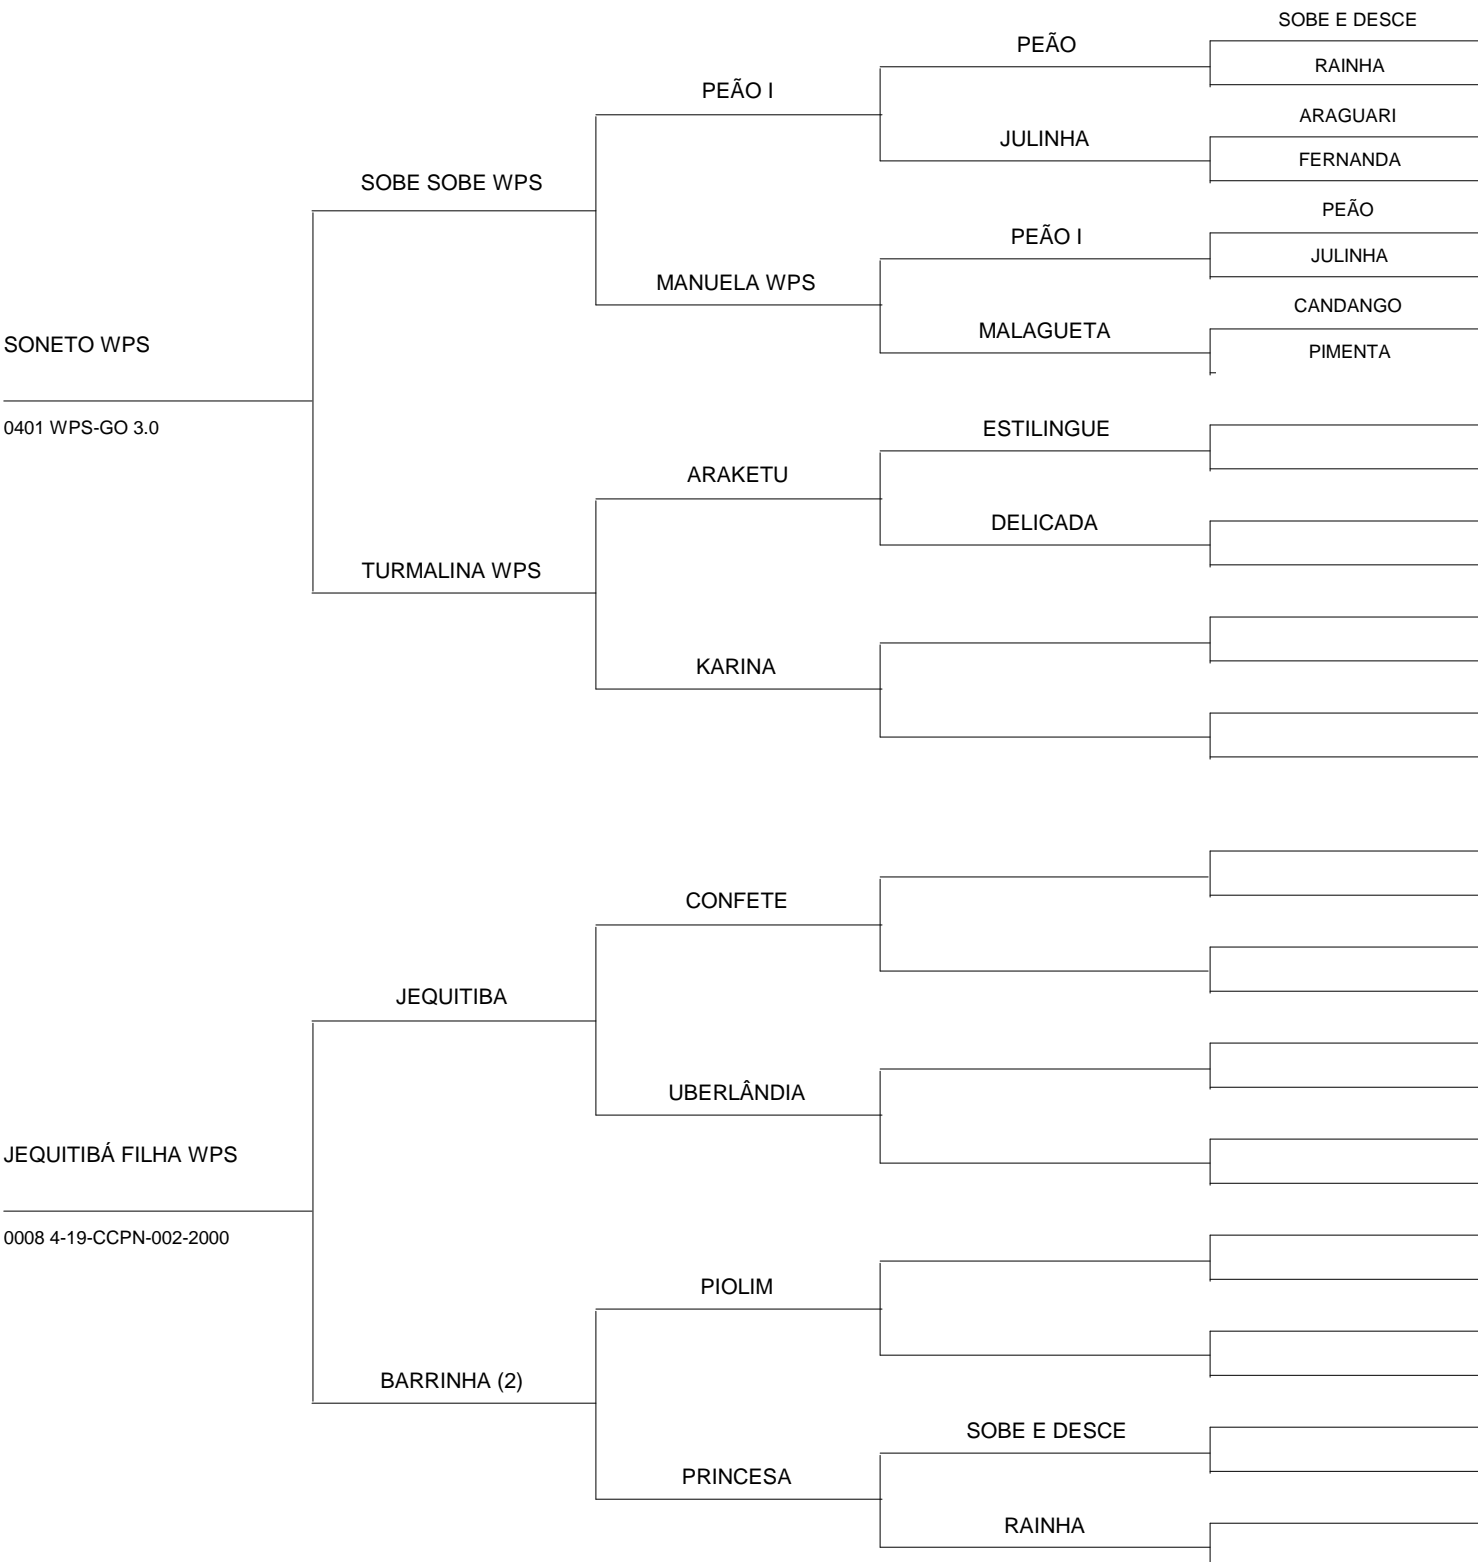 SOBE E DESCE
PEÃO
RAINHA
PEÃO I
ARAGUARI
JULINHA
FERNANDA
SOBE SOBE WPS
PEÃO
PEÃO I
JULINHA
MANUELA WPS
CANDANGO
MALAGUETA
SONETO WPS
PIMENTA
0401 WPS-GO 3.0
ESTILINGUE
ARAKETU
DELICADA
TURMALINA WPS
KARINA
CONFETE
JEQUITIBA
UBERLÂNDIA
JEQUITIBÁ FILHA WPS
0008 4-19-CCPN-002-2000
PIOLIM
BARRINHA (2)
SOBE E DESCE
PRINCESA
RAINHA